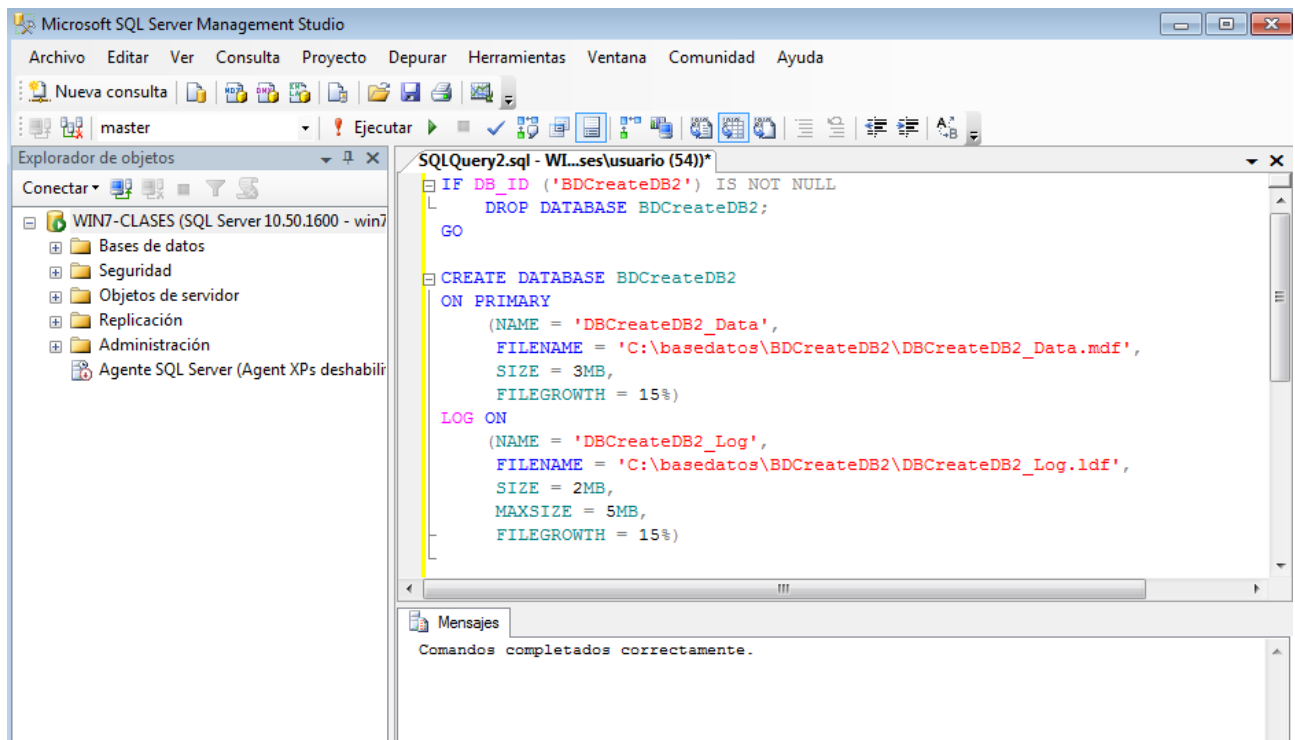 Microsoft SQL Server Management Studio
Archivo Editar Ver Consulta Proyecto Depurar Herramientas Ventana Comunidad Ayuda
Nueva consulta
master
Ejecutar
Explorador de objetos
Conectar
WIN7-CLASES (SQL Server 10.50.1600 - win7
Bases de datos
Seguridad
Objetos de servidor
Replicación
Administración
Agente SQL Server (Agent XPs deshabili
SQLQuery2.sql - WI...ses\usuario (54))*
IF DB_ID ('BDCreateDB2') IS NOT NULL
DROP DATABASE BDCreateDB2;
GO
CREATE DATABASE BDCreateDB2
ON PRIMARY
(NAME = 'DBCreateDB2_Data',
FILENAME = 'C:\basedatos\BDCreateDB2\DBCreateDB2_Data.mdf',
SIZE = 3MB,
FILEGROWTH = 15%)
LOG ON
(NAME = 'DBCreateDB2_Log',
FILENAME = 'C:\basedatos\BDCreateDB2\DBCreateDB2_Log.ldf',
SIZE = 2MB,
MAXSIZE = 5MB,
FILEGROWTH = 15%)
Mensajes
Comandos completados correctamente.